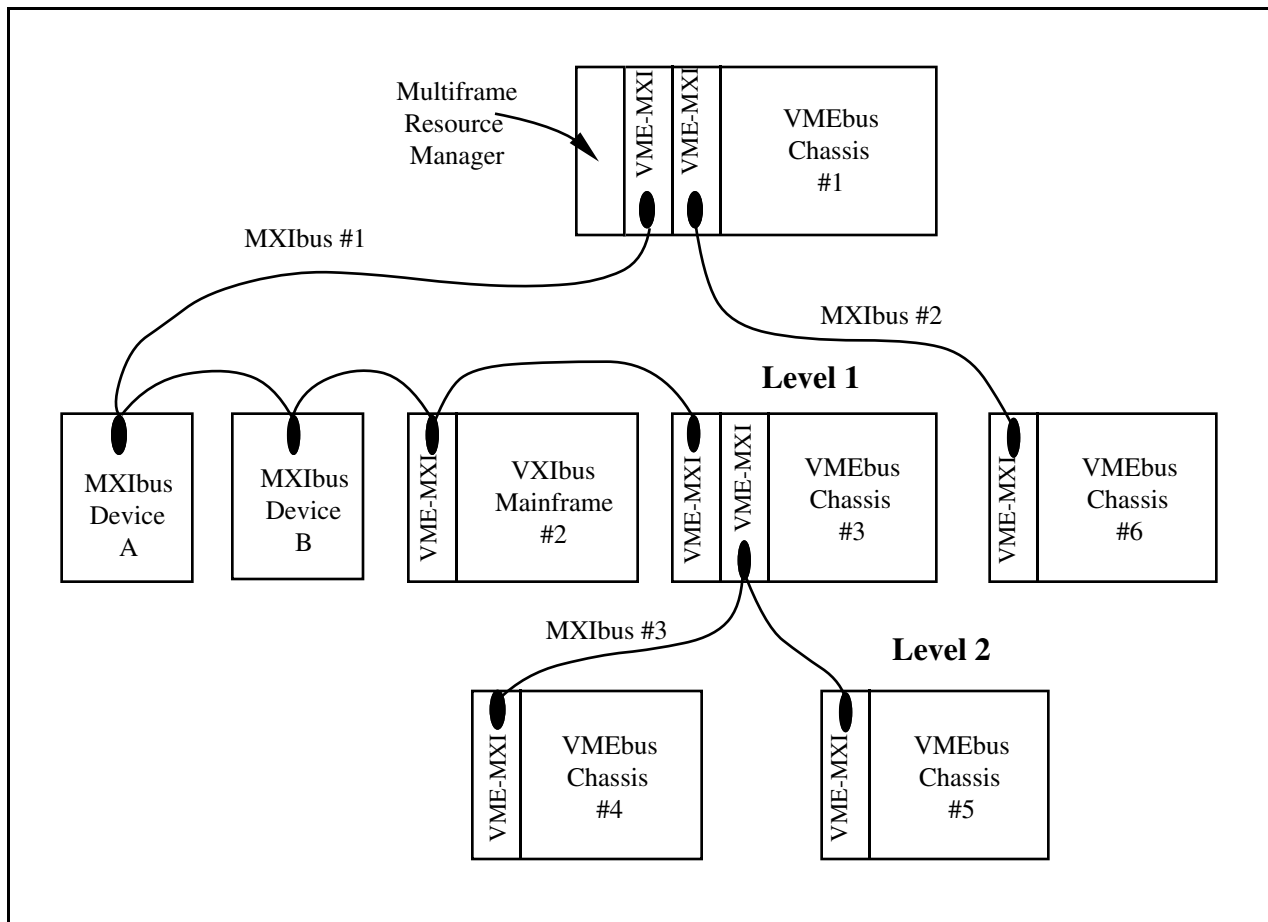 Multiframe
Resource
Manager
VME-MXI
VME-MXI
VMEbus
Chassis
#1
MXIbus #1
MXIbus #2
Level 1
MXIbus
Device
A
MXIbus
Device
B
VME-MXI
VXIbus
Mainframe
#2
VME-MXI
VME-MXI
VMEbus
Chassis
#3
VME-MXI
VMEbus
Chassis
#6
MXIbus #3
Level 2
VME-MXI
VMEbus
Chassis
#4
VME-MXI
VMEbus
Chassis
#5